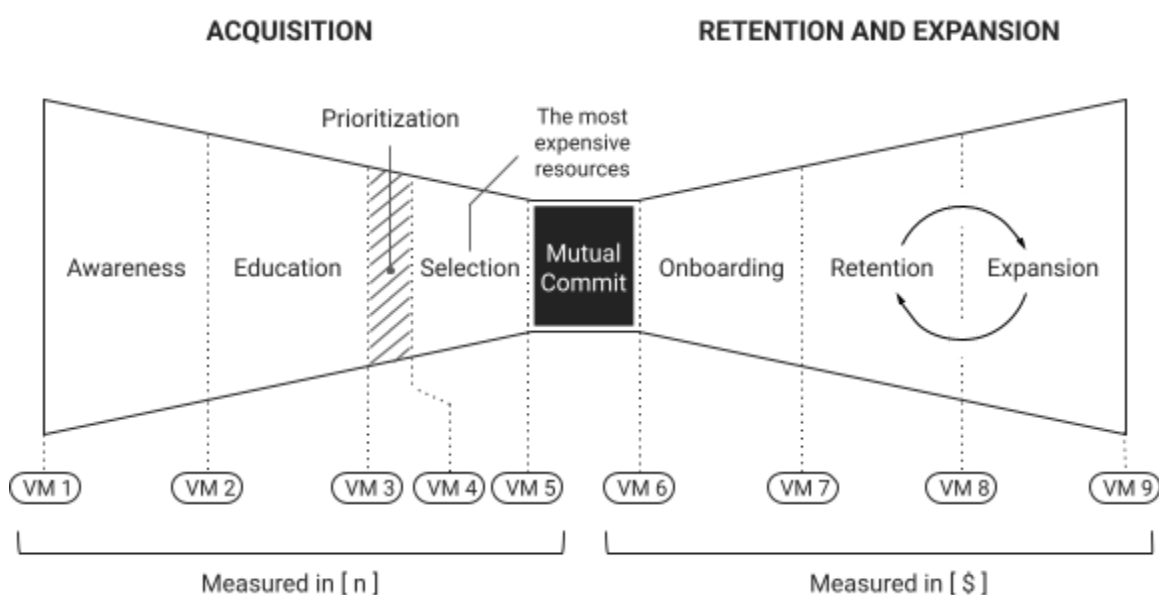 ACQUISITION
RETENTION AND EXPANSION
Prioritization
The most
expensive
resources
Awareness
Education
Selection
Mutual
Commit
Onboarding
Retention
Expansion
VM 1
VM 2
VM 3
VM 4
VM 5
VM 6
VM 7
VM 8
VM 9
Measured in [ n ]
Measured in [ $ ]